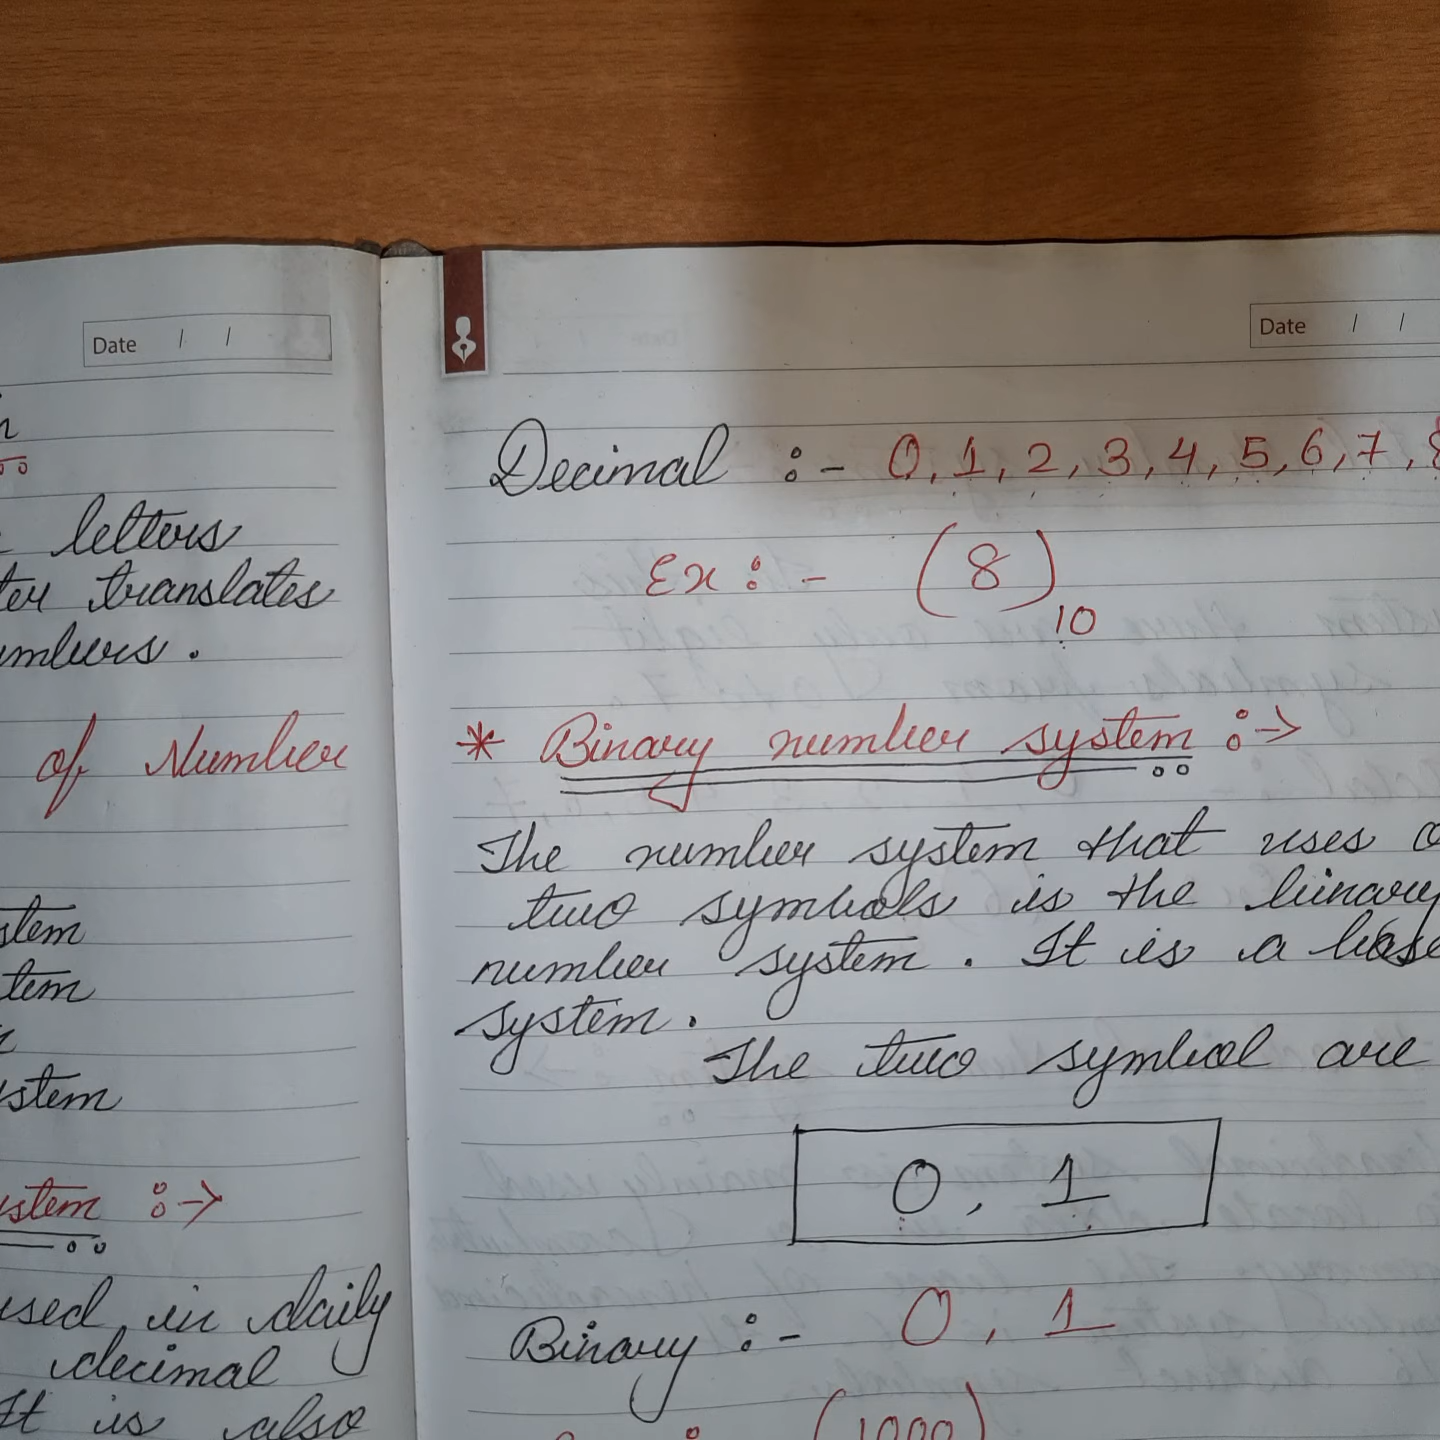 Date / /
letters
translates
of Number
stem
tem
stem
stem :->
used in daily
decimal
It is also
Date / /
Decimal :- 0, 1, 2, 3, 4, 5, 6, 7, 8
Ex :- (8)10
* Binary number system :->
The number system that uses
two symbols is the binary
number system. It is a base
system.
The two symbol are
0, 1
Binary :- 0, 1
(1000)